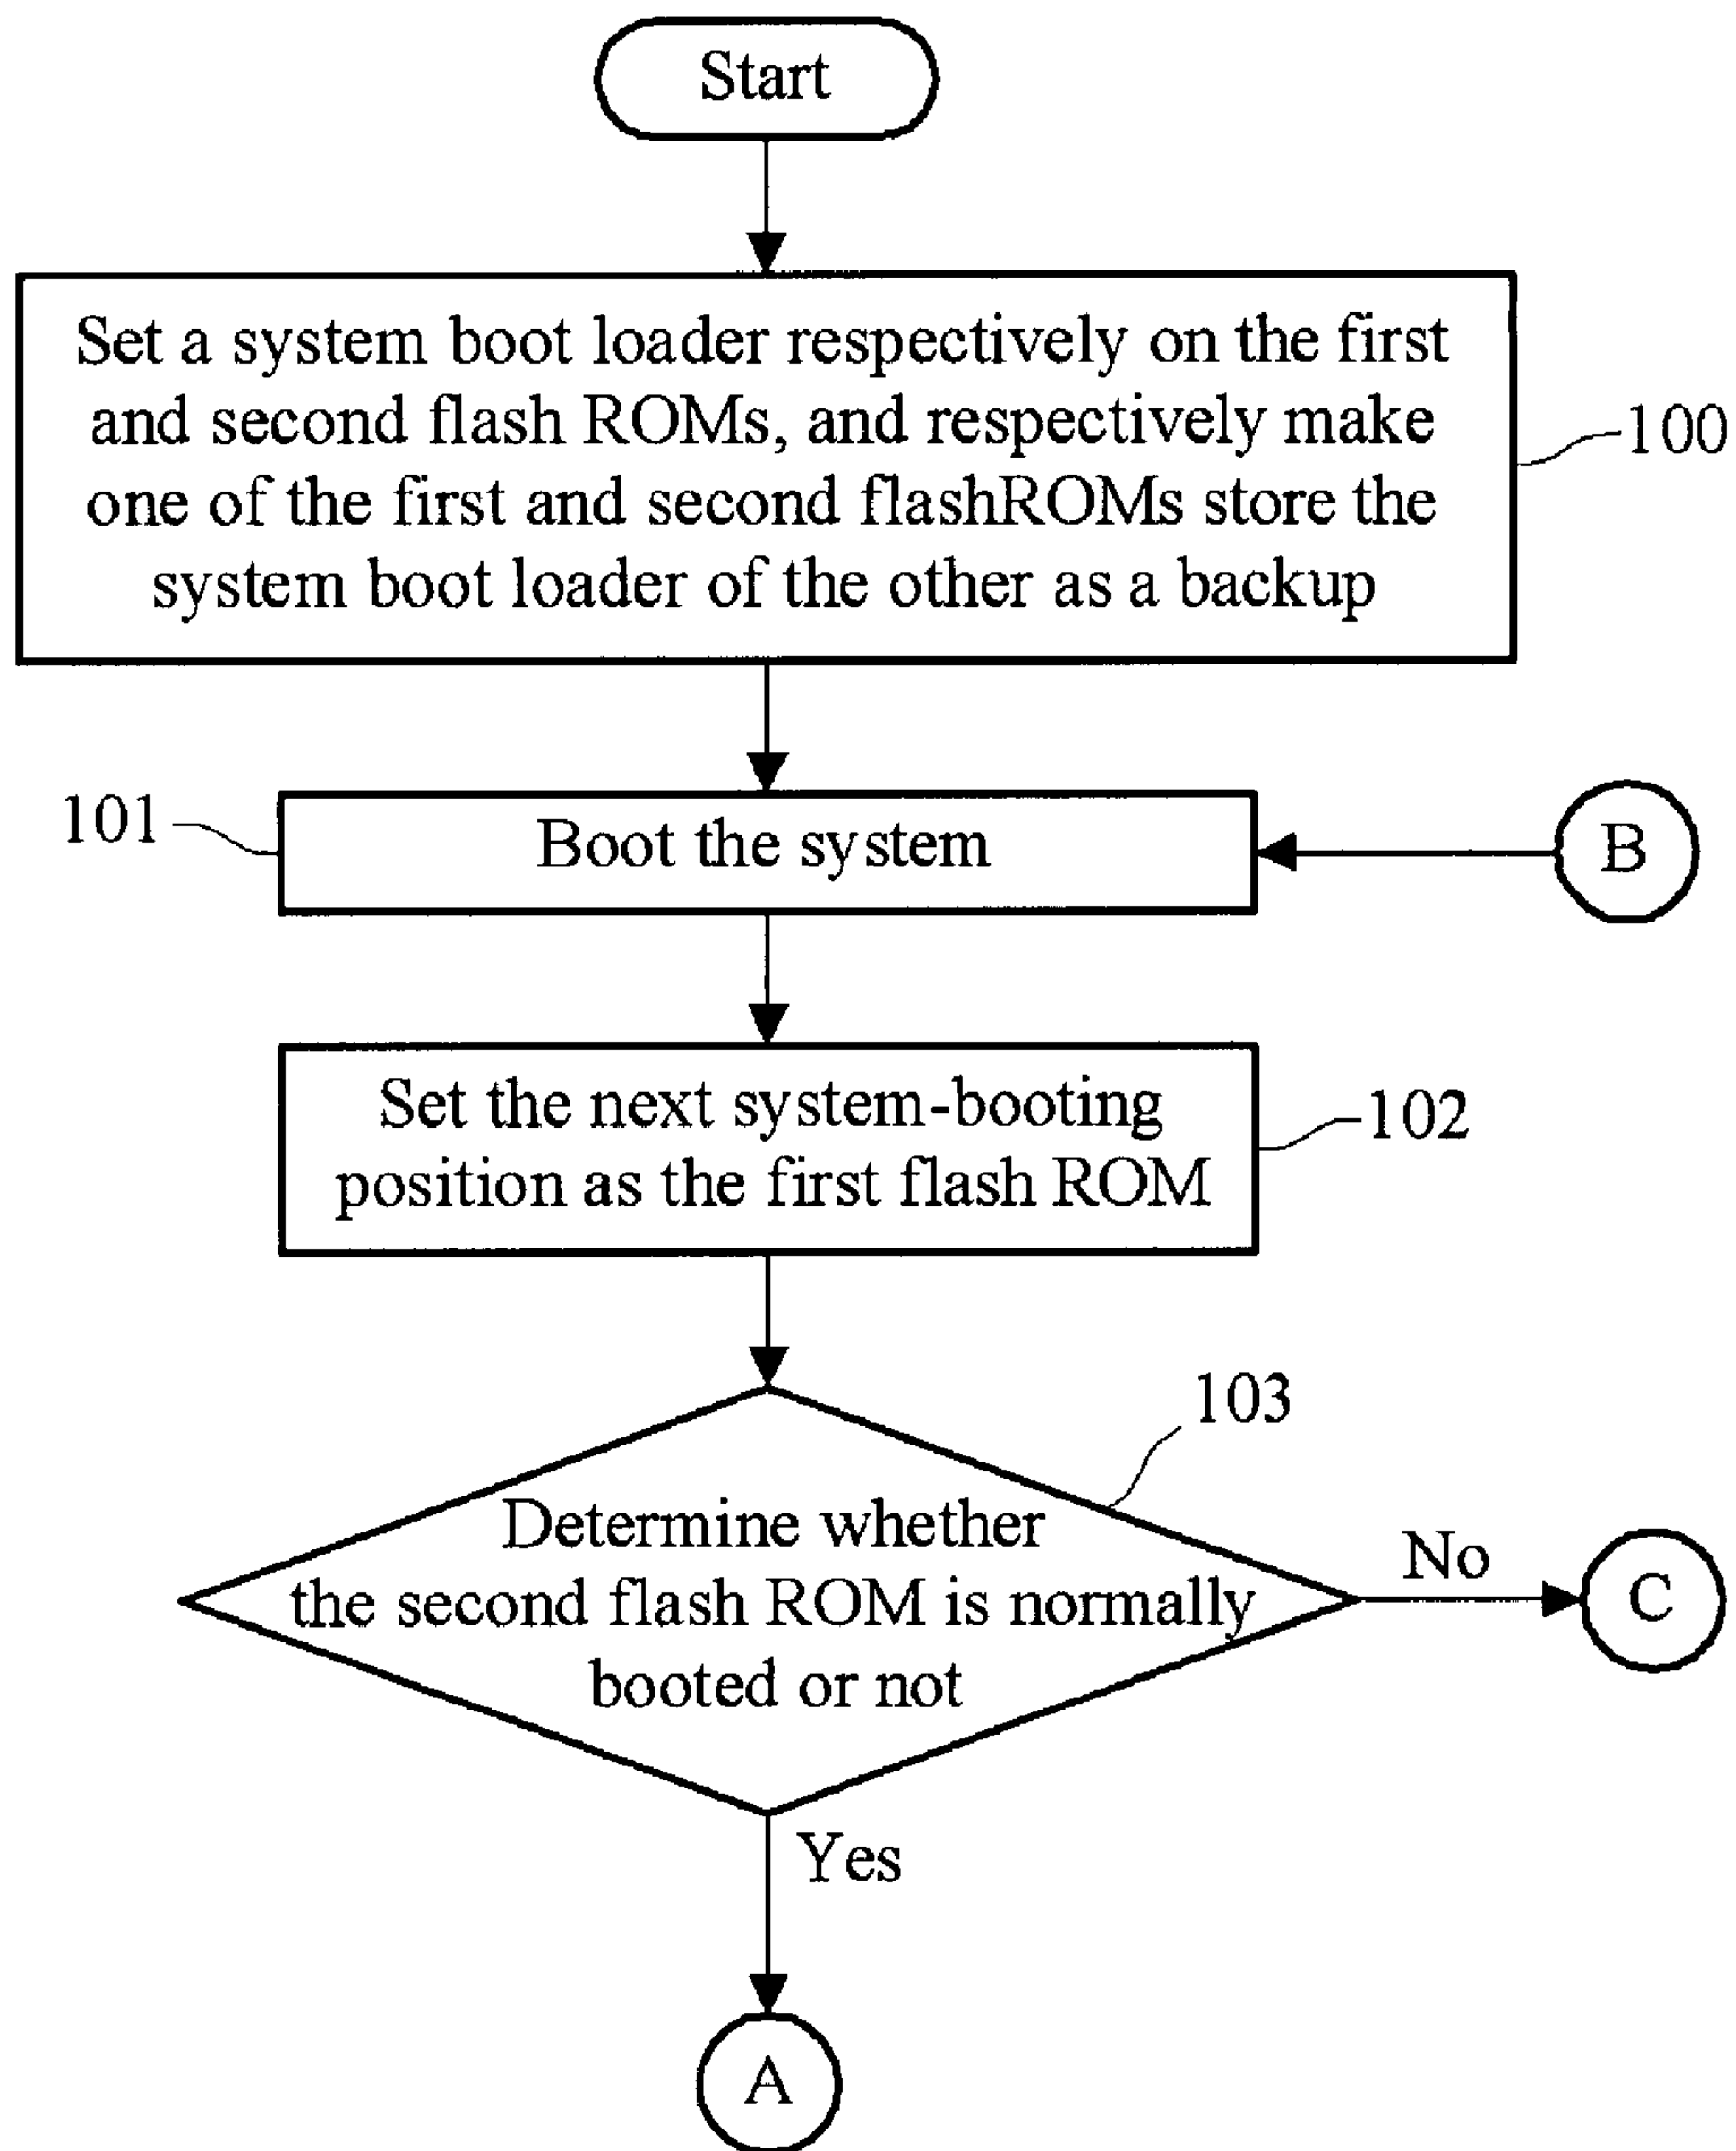 Start
Set a system boot loader respectively on the first
and second flash ROMs, and respectively make
one of the first and second flashROMs store the
system boot loader of the other as a backup
100
101
Boot the system
B
Set the next system-booting
position as the first flash ROM
102
103
Determine whether
the second flash ROM is normally
booted or not
No
C
Yes
A